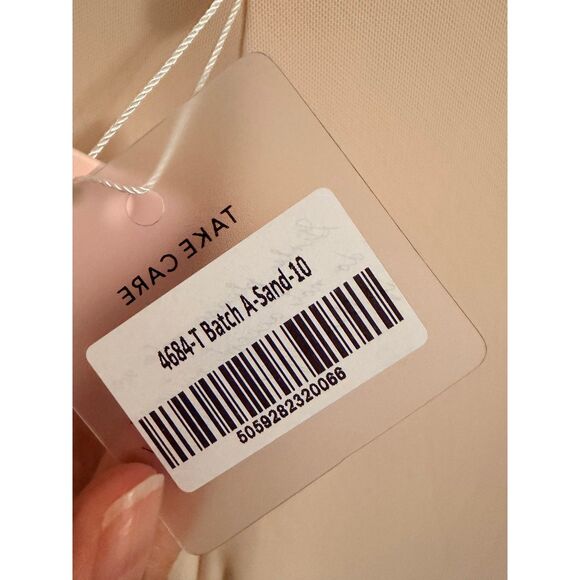 TAKE CARE
4684-T Batch A-Sand-10
5059282320066